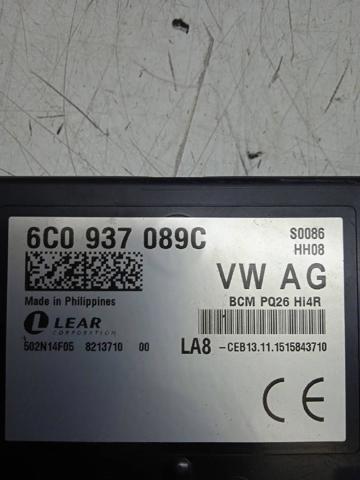 6C0 937 089C
S0086
HH08
VW AG
Made in Philippines
BCM PQ26 Hi4R
LEAR
CORPORATION
502N14F05 8213710 00
LA8 -CEB13.11.1515843710
CE